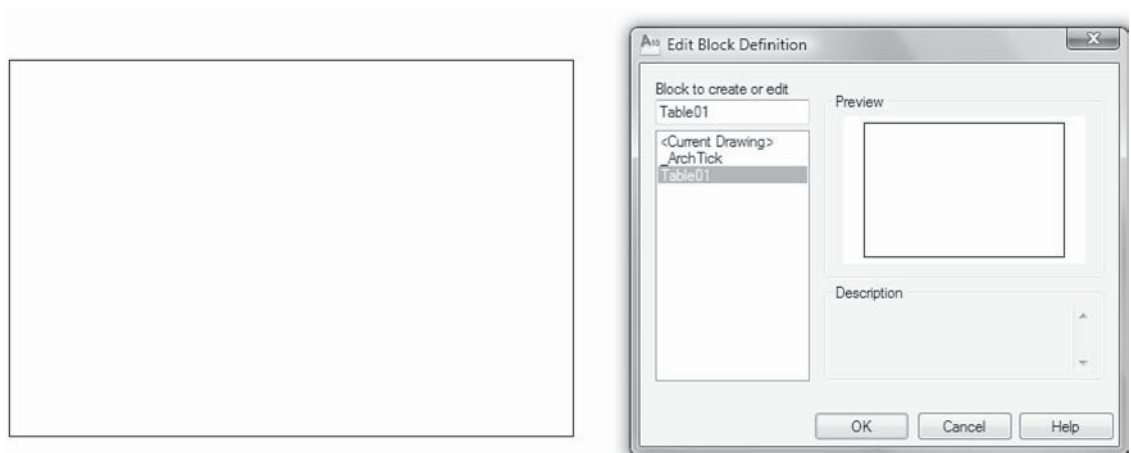 Edit Block Definition
Block to create or edit
Table01
<Current Drawing>
_ArchTick
Table01
Preview
Description
OK
Cancel
Help